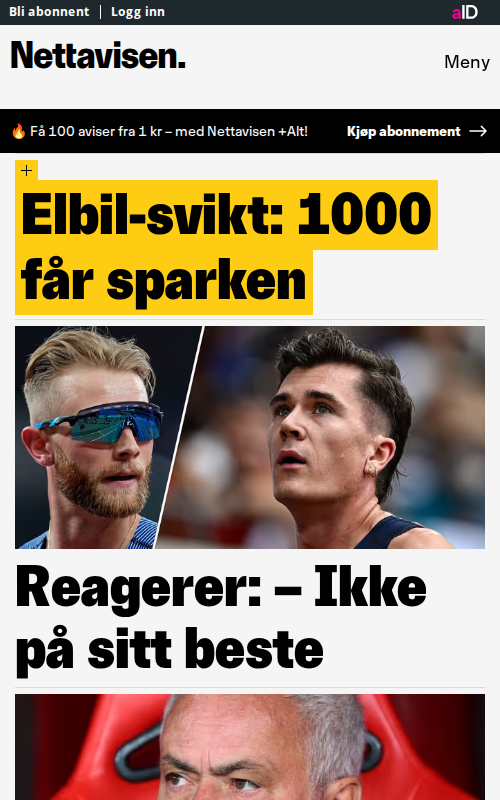 Bli abonnent
Logg inn
aID
Nettavisen.
Meny
🔥 Få 100 aviser fra 1 kr – med Nettavisen +Alt!
Kjøp abonnement →
+
Elbil-svikt: 1000
får sparken
Reagerer: – Ikke
på sitt beste